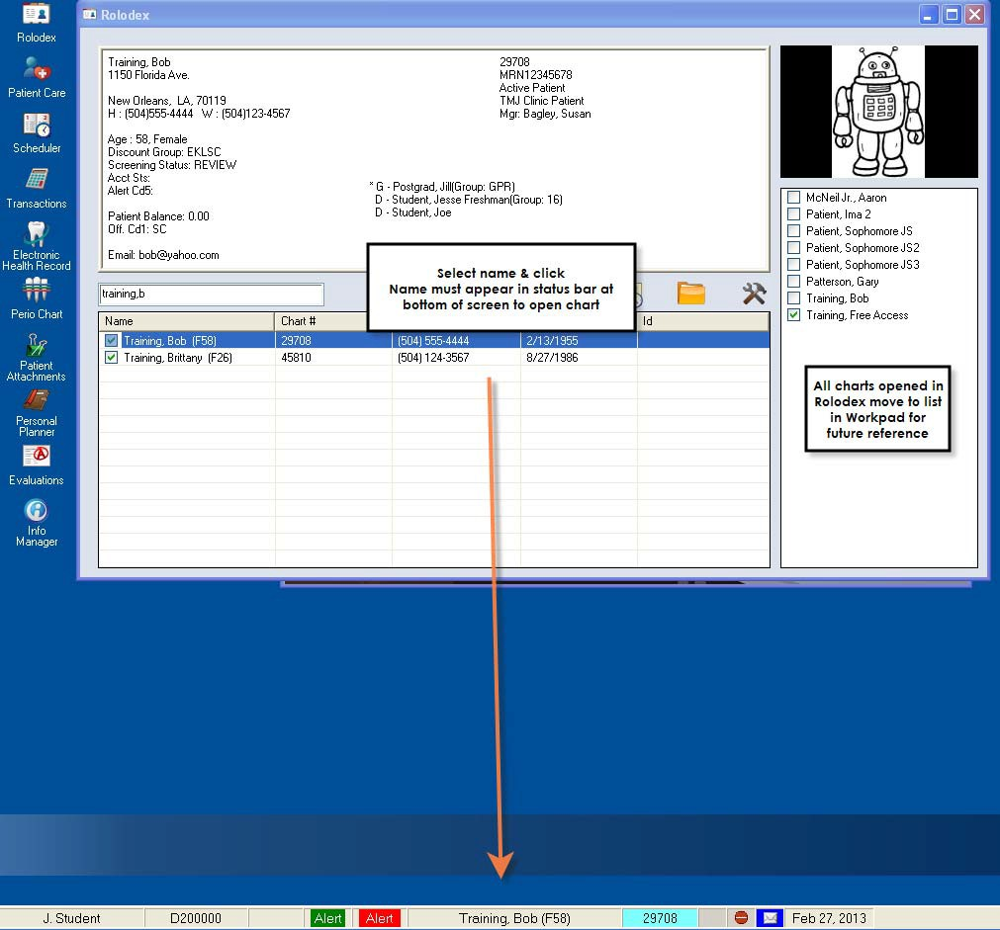 Rolodex
Patient Care
Scheduler
Transactions
Electronic
Health Record
Perio Chart
Patient
Attachments
Personal
Planner
Evaluations
Info
Manager
Rolodex
Training, Bob
1150 Florida Ave.
New Orleans, LA, 70119
H : (504)555-4444 W : (504)123-4567
Age : 58, Female
Discount Group: EKLSC
Screening Status: REVIEW
Acct Sts:
Alert Cd5:
Patient Balance: 0.00
Off. Cd1: SC
Email: bob@yahoo.com
29708
MRN12345678
Active Patient
TMJ Clinic Patient
Mgr: Bagley, Susan
* G - Postgrad, Jill(Group: GPR)
D - Student, Jesse Freshman(Group: 16)
D - Student, Joe
Select name & click
Name must appear in status bar at
bottom of screen to open chart
training,b
Name Chart # Id
Training, Bob (F58) 29708 (504) 555-4444 2/13/1955
Training, Brittany (F26) 45810 (504) 124-3567 8/27/1986
McNeil Jr., Aaron
Patient, Ima 2
Patient, Sophomore JS
Patient, Sophomore JS2
Patient, Sophomore JS3
Patterson, Gary
Training, Bob
Training, Free Access
All charts opened in
Rolodex move to list
in Workpad for
future reference
J. Student D200000 Alert Alert Training, Bob (F58) 29708 Feb 27, 2013